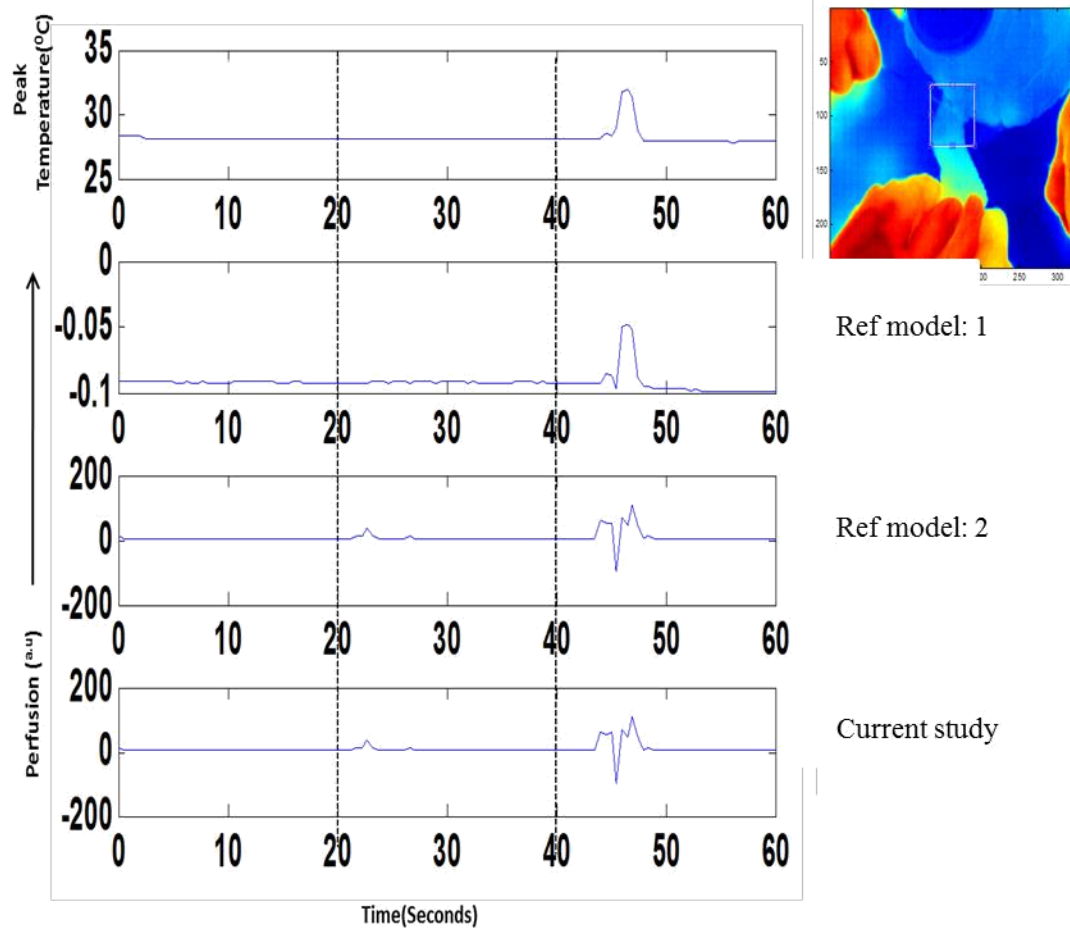 Peak
Temperature(⁰C)
35
30
25
0 10 20 30 40 50 60
0
-0.05
-0.1
0 10 20 30 40 50 60
200
0
-200
0 10 20 30 40 50 60
200
0
-200
0 10 20 30 40 50 60
Perfusion (a.u)
Time(Seconds)
50
100
150
200
250 300
Ref model: 1
Ref model: 2
Current study